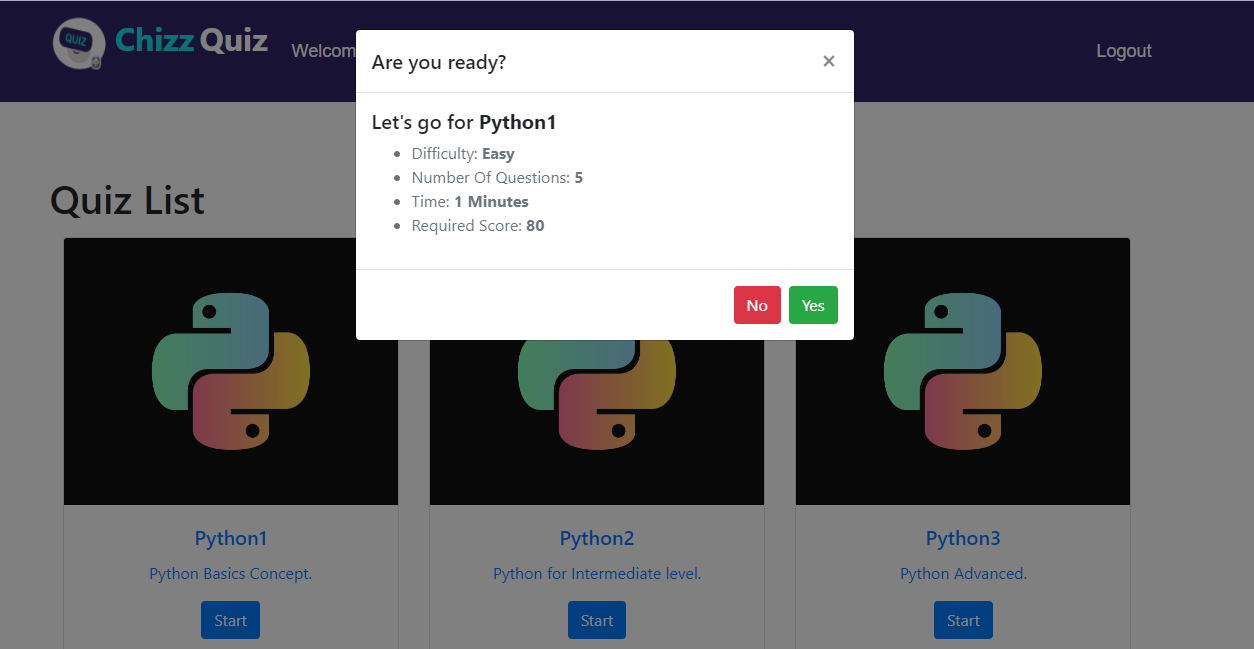 QUIZ
Chizz Quiz
Welcom
Logout
Are you ready?
×
Let's go for Python1
Difficulty: Easy
Number Of Questions: 5
Time: 1 Minutes
Required Score: 80
No
Yes
Quiz List
Python1
Python Basics Concept.
Start
Python2
Python for Intermediate level.
Start
Python3
Python Advanced.
Start